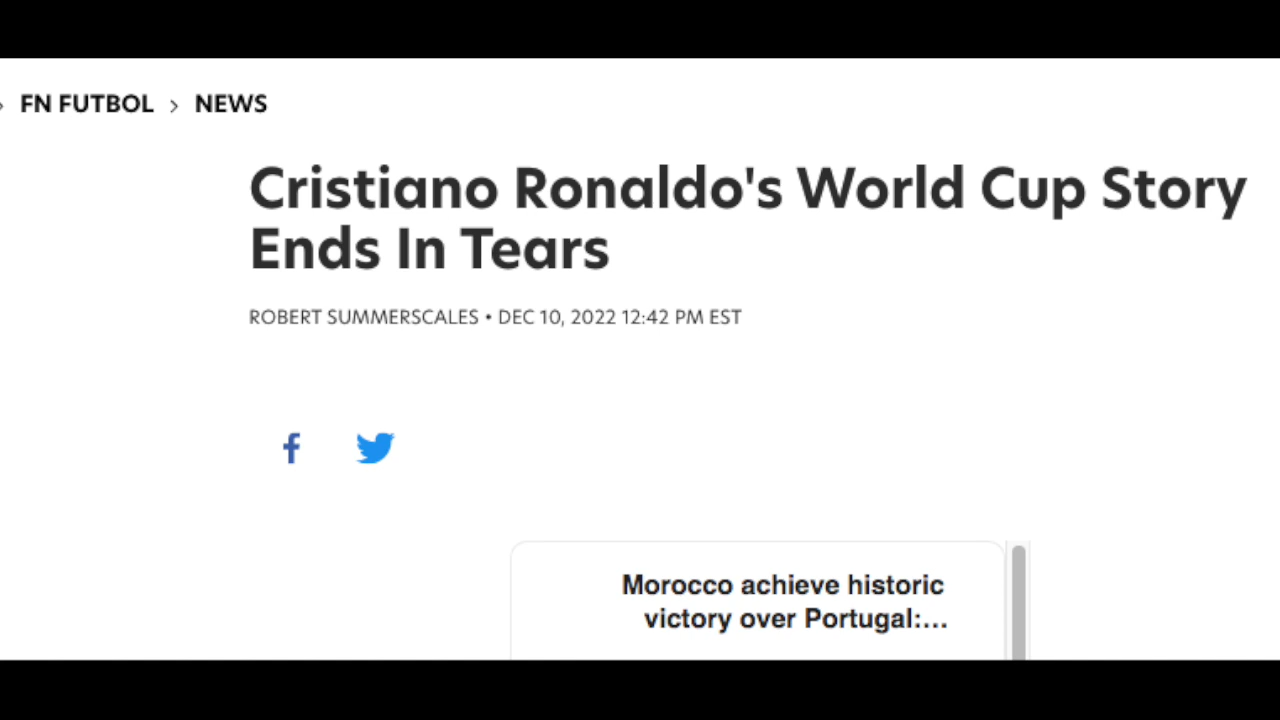 FN FUTBOL > NEWS
Cristiano Ronaldo's World Cup Story
Ends In Tears
ROBERT SUMMERSCALES • DEC 10, 2022 12:42 PM EST
Morocco achieve historic
victory over Portugal:...